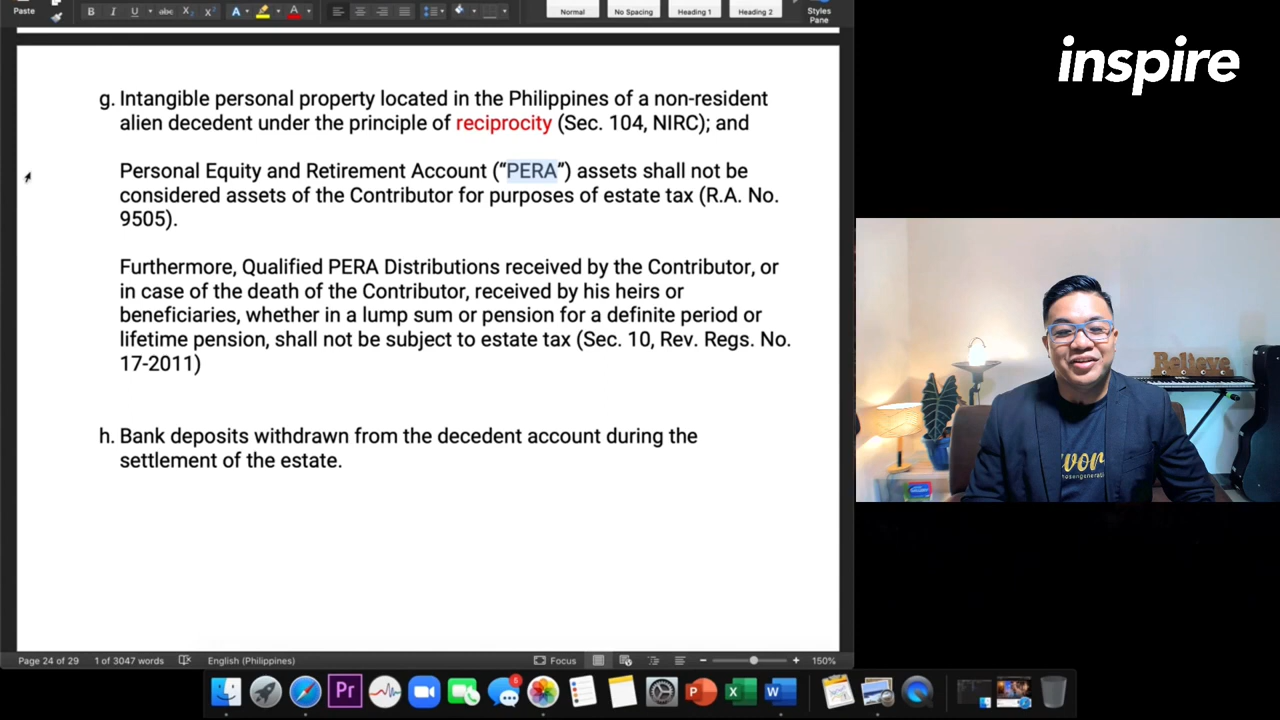 Paste
B I U abc X2 X2 A A
Normal
No Spacing
Heading 1
Heading 2
Styles
Pane
inspire
g. Intangible personal property located in the Philippines of a non-resident
alien decedent under the principle of reciprocity (Sec. 104, NIRC); and
Personal Equity and Retirement Account (“PERA”) assets shall not be
considered assets of the Contributor for purposes of estate tax (R.A. No.
9505).
Furthermore, Qualified PERA Distributions received by the Contributor, or
in case of the death of the Contributor, received by his heirs or
beneficiaries, whether in a lump sum or pension for a definite period or
lifetime pension, shall not be subject to estate tax (Sec. 10, Rev. Regs. No.
17-2011)
h. Bank deposits withdrawn from the decedent account during the
settlement of the estate.
Believe
Page 24 of 29
1 of 3047 words
English (Philippines)
Focus
150%
Pr
5
P
X
W